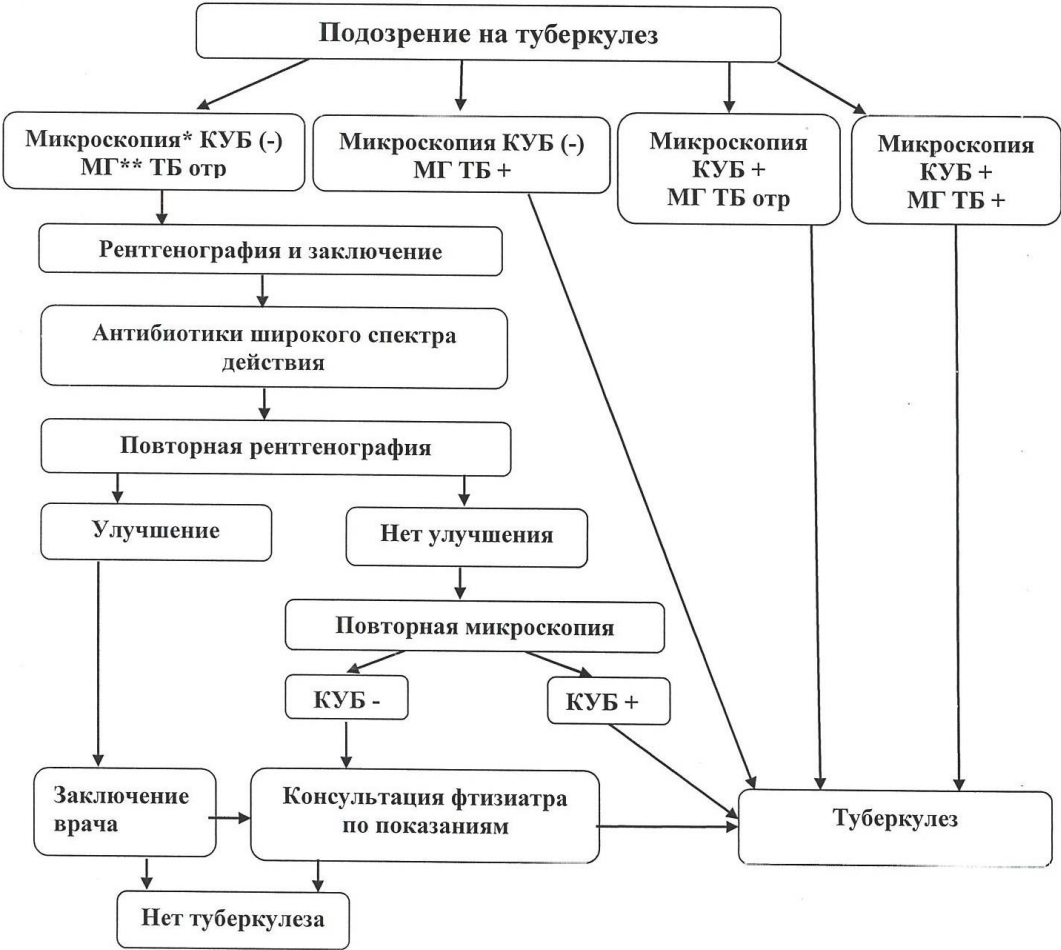 Подозрение на туберкулез
Микроскопия* КУБ (-)
МГ** ТБ отр
Микроскопия КУБ (-)
МГ ТБ +
Микроскопия
КУБ +
МГ ТБ отр
Микроскопия
КУБ +
МГ ТБ +
Рентгенография и заключение
Антибиотики широкого спектра
действия
Повторная рентгенография
Улучшение
Нет улучшения
Повторная микроскопия
КУБ -
КУБ +
Заключение
врача
Консультация фтизиатра
по показаниям
Туберкулез
Нет туберкулеза